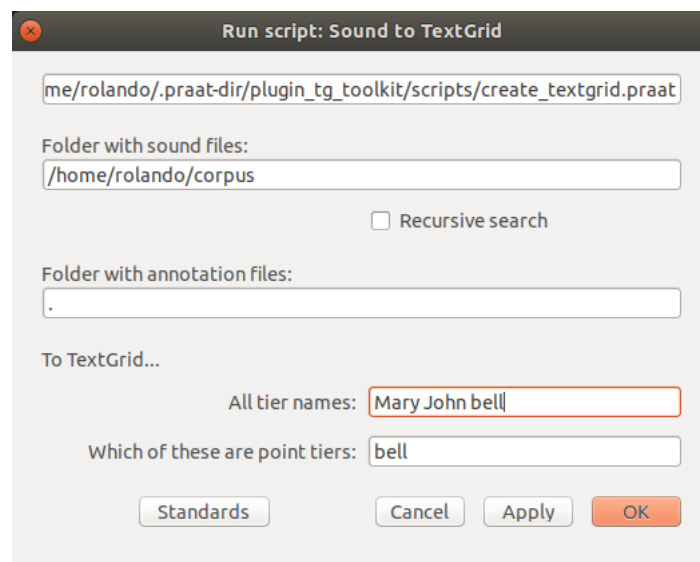 Run script: Sound to TextGrid
me/rolando/.praat-dir/plugin_tg_toolkit/scripts/create_textgrid.praat
Folder with sound files:
/home/rolando/corpus
Recursive search
Folder with annotation files:
.
To TextGrid...
All tier names: Mary John bell
Which of these are point tiers: bell
Standards Cancel Apply OK